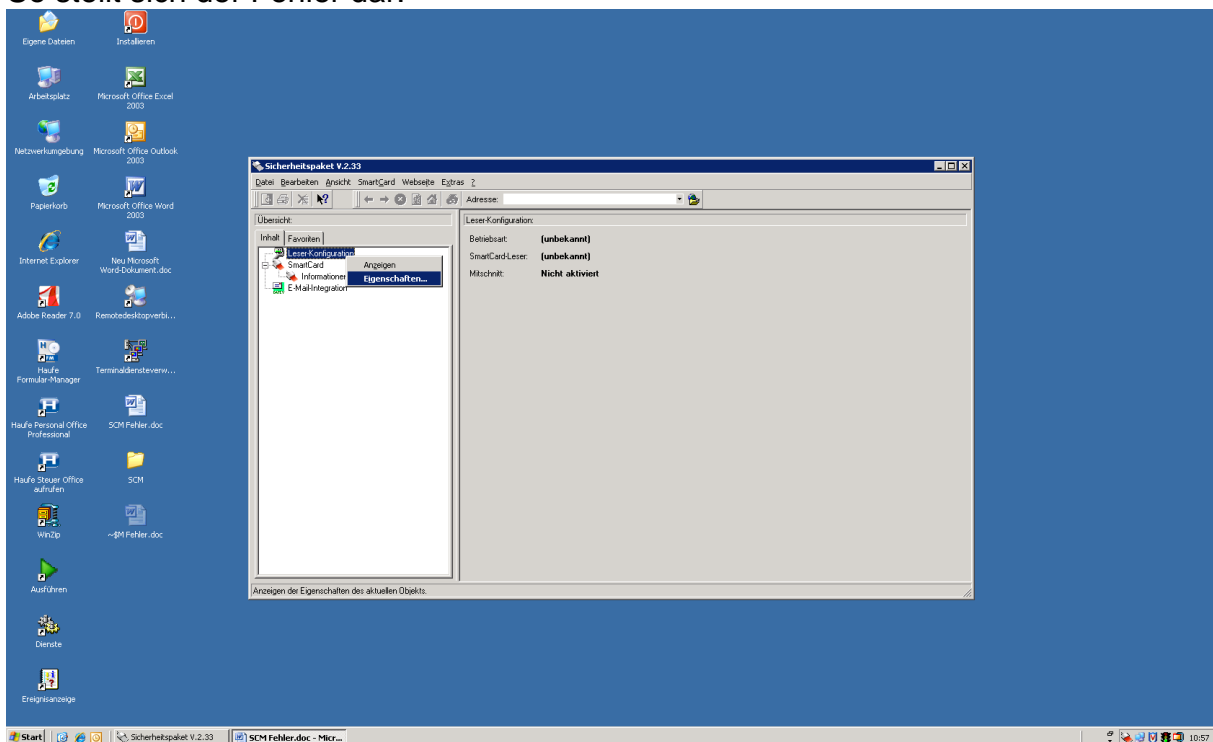 So stellt sich der Fehler dar:
Eigene Dateien
Installieren
Arbeitsplatz
Microsoft Office Excel
2003
Netzwerkumgebung
Microsoft Office Outlook
2003
Papierkorb
Microsoft Office Word
2003
Internet Explorer
Neu Microsoft
Word-Dokument.doc
Adobe Reader 7.0
Remotedesktopverbi...
Haufe
Formular-Manager
Terminaldiensteverw...
Haufe Personal Office
Professional
SCM Fehler.doc
Haufe Steuer Office
aufrufen
SCM
WinZip
~$M Fehler.doc
Ausführen
Dienste
Ereignisanzeige
Sicherheitspaket V.2.33
Datei Bearbeiten Ansicht SmartCard Webseite Extras ?
Adresse:
Übersicht:
Inhalt Favoriten
Leser-Konfiguration
SmartCard
Informationen
E-Mail-Integration
Anzeigen
Eigenschaften...
Leser-Konfiguration:
Betriebsart: (unbekannt)
SmartCard-Leser: (unbekannt)
Mitschnitt: Nicht aktiviert
Anzeigen der Eigenschaften des aktuellen Objekts.
Start
Sicherheitspaket V.2.33
SCM Fehler.doc - Micr...
10:57